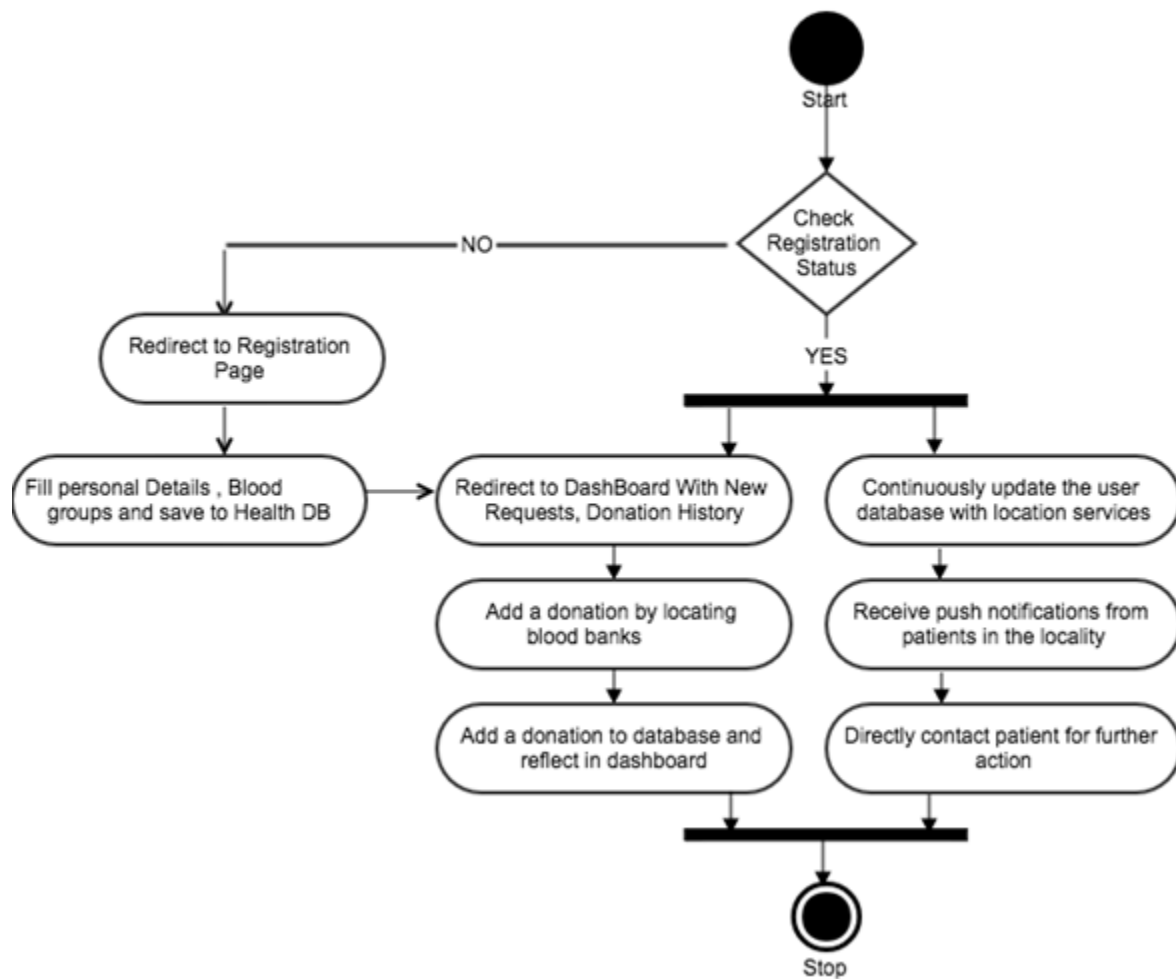 Start
Check
Registration
Status
NO
YES
Redirect to Registration
Page
Fill personal Details , Blood
groups and save to Health DB
Redirect to DashBoard With New
Requests, Donation History
Continuously update the user
database with location services
Add a donation by locating
blood banks
Receive push notifications from
patients in the locality
Add a donation to database and
reflect in dashboard
Directly contact patient for further
action
Stop